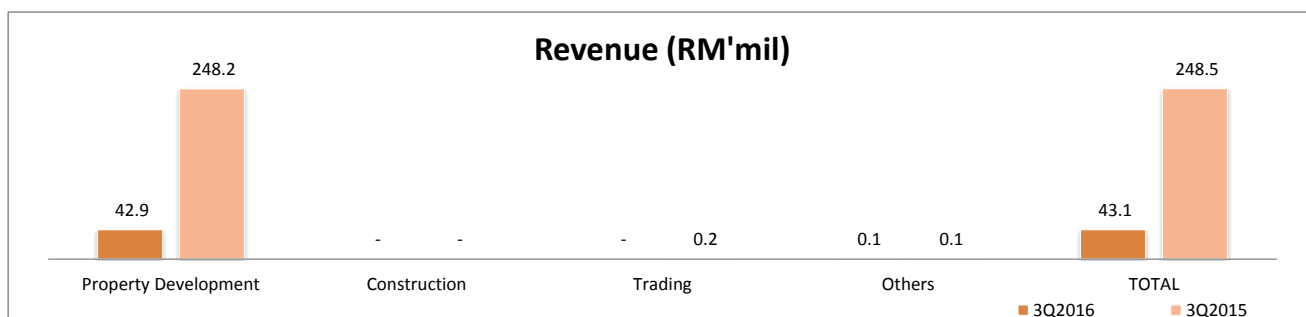 Revenue (RM'mil)
248.2
248.5
42.9
43.1
- - - 0.2 0.1 0.1
Property Development Construction Trading Others TOTAL
3Q2016 3Q2015